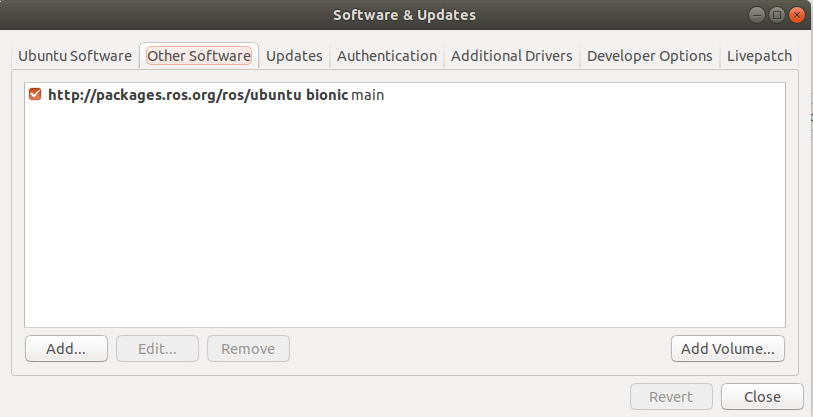 Software & Updates
Ubuntu Software Other Software Updates Authentication Additional Drivers Developer Options Livepatch
http://packages.ros.org/ros/ubuntu bionic main
Add... Edit... Remove Add Volume...
Revert Close